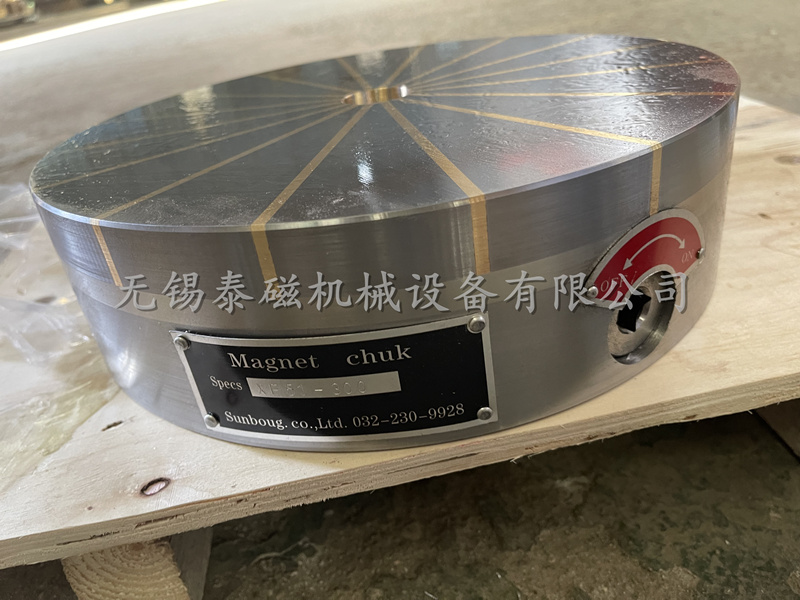 ON
无锡泰磁机械设备有限公司
Magnet chuk
Specs
Sunboug.co.,Ltd. 032-230-9928